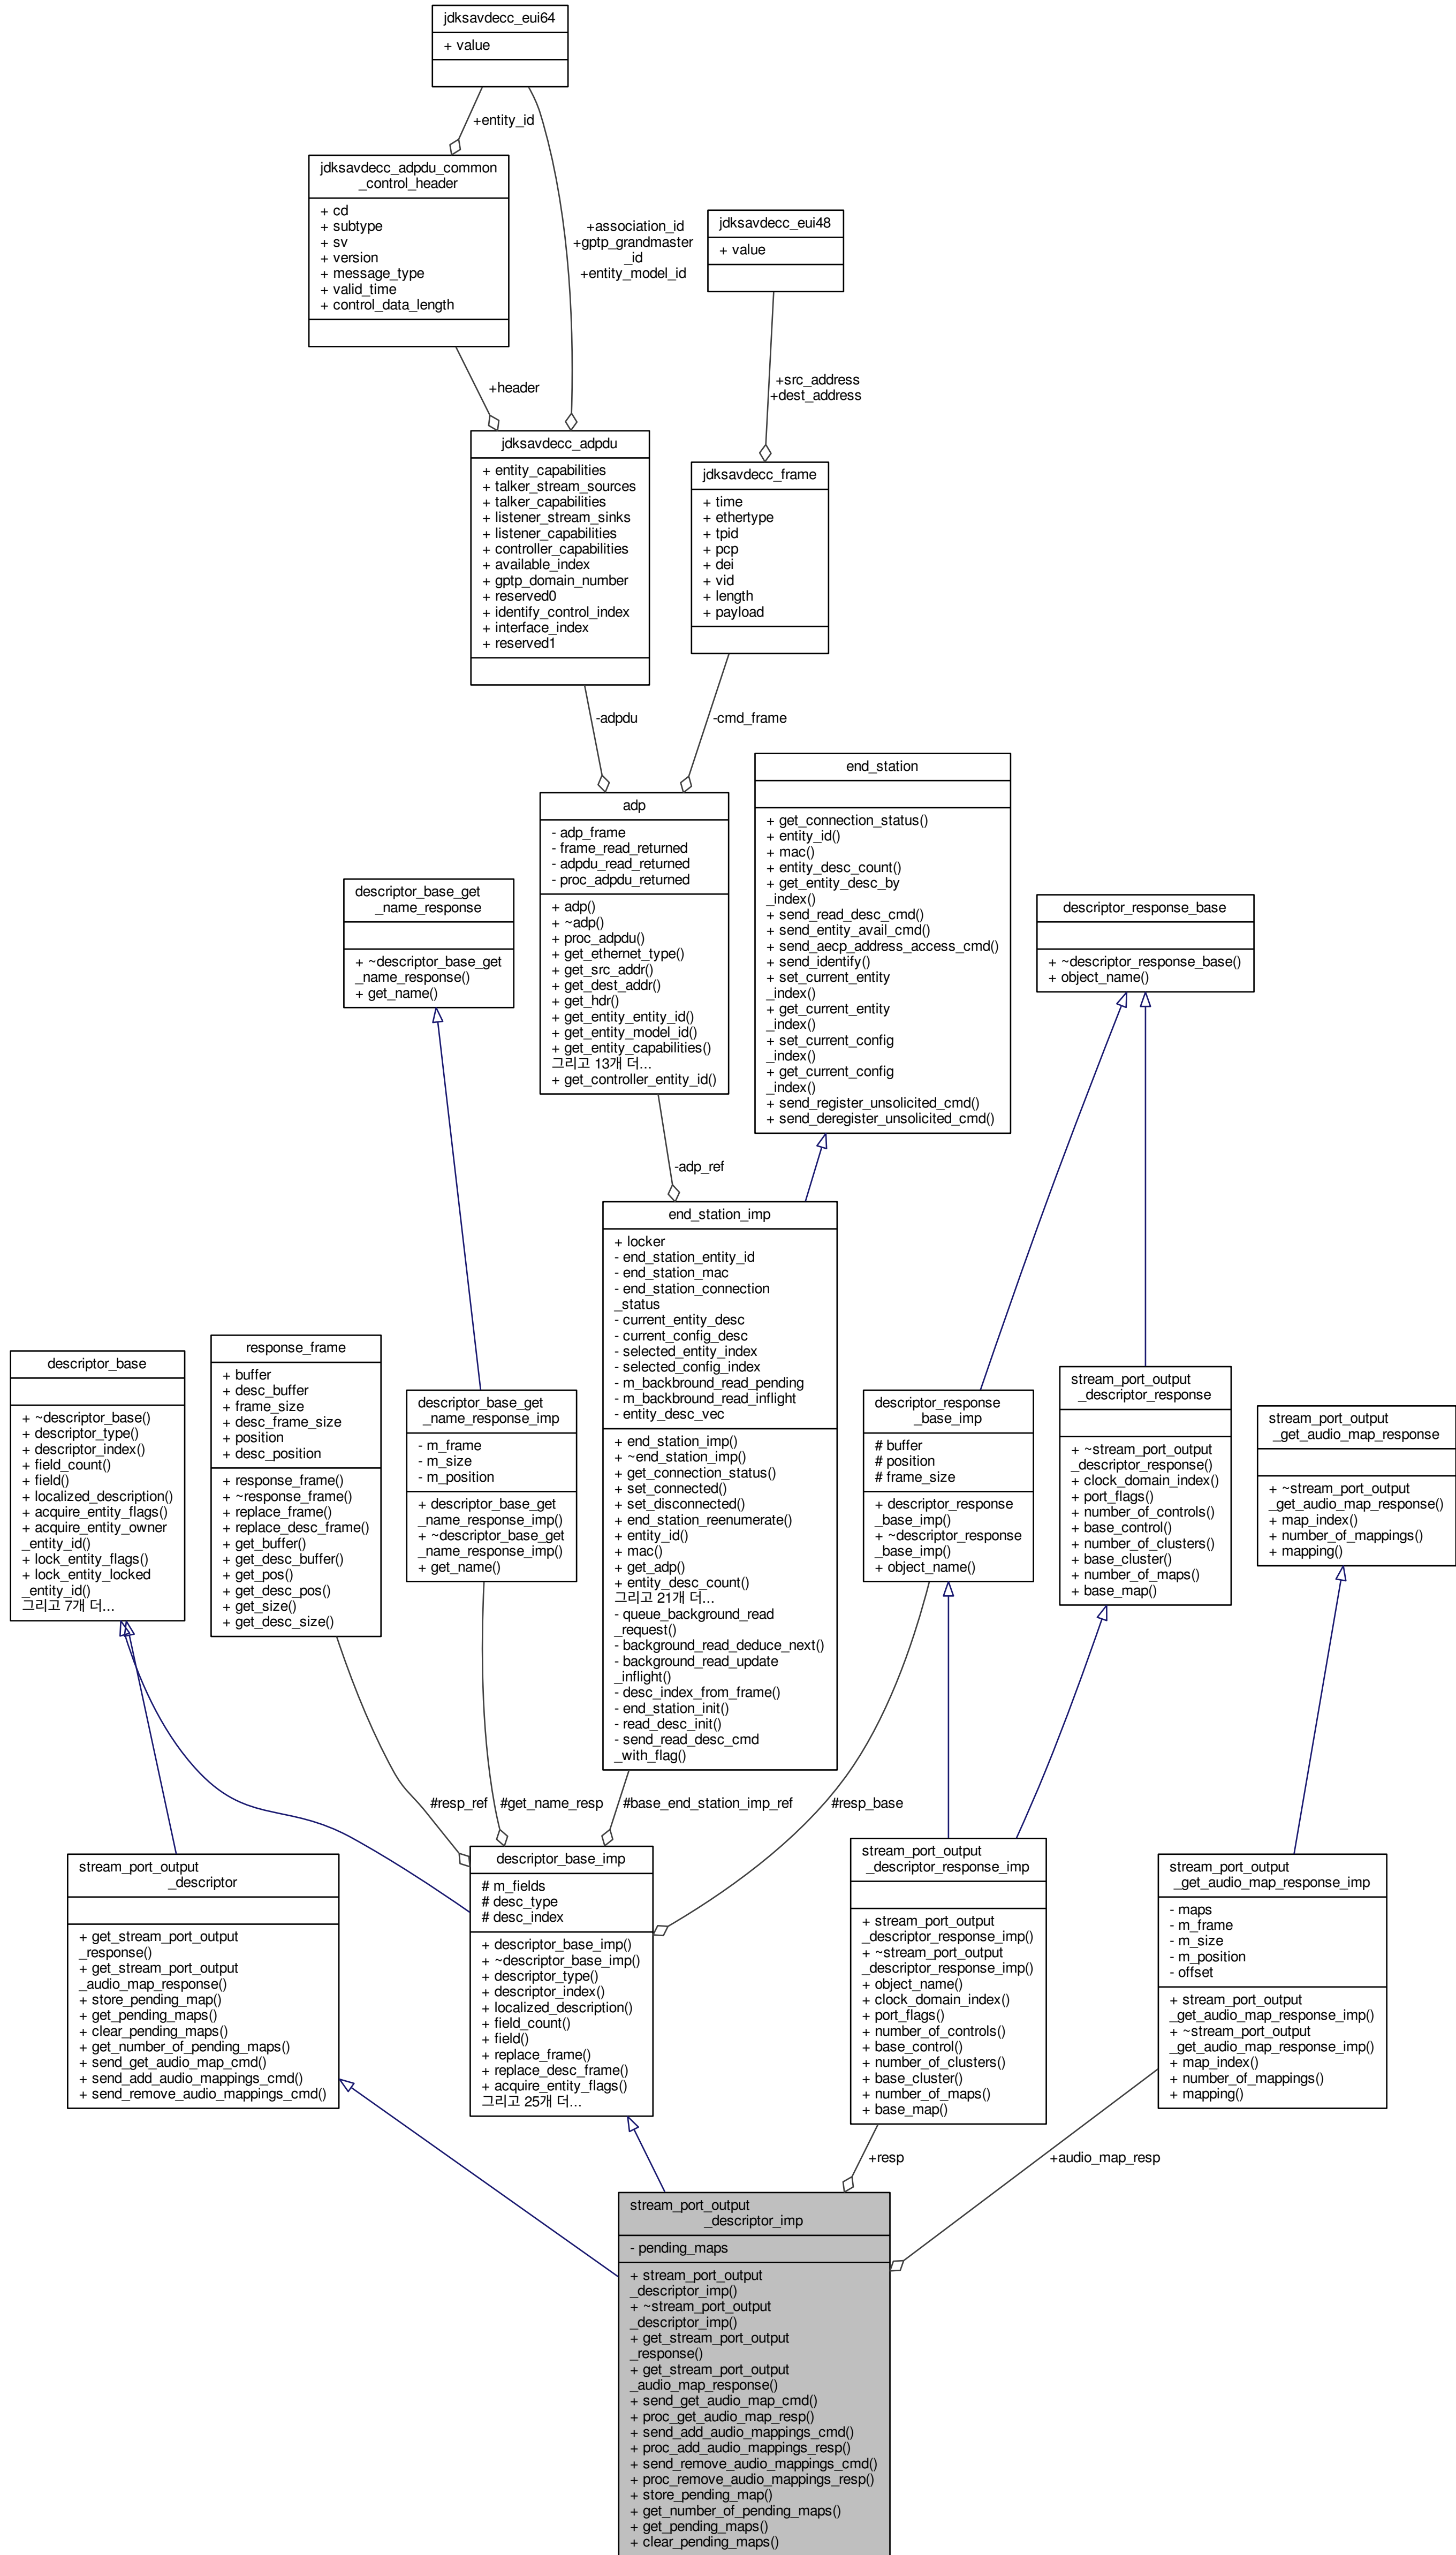 jdksavdecc_eui64
+ value
+entity_id
jdksavdecc_adpdu_common
_control_header
+ cd
+ subtype
+ sv
+ version
+ message_type
+ valid_time
+ control_data_length
+association_id
+gptp_grandmaster
_id
+entity_model_id
jdksavdecc_eui48
+ value
+header
+src_address
+dest_address
jdksavdecc_adpdu
+ entity_capabilities
+ talker_stream_sources
+ talker_capabilities
+ listener_stream_sinks
+ listener_capabilities
+ controller_capabilities
+ available_index
+ gptp_domain_number
+ reserved0
+ identify_control_index
+ interface_index
+ reserved1
jdksavdecc_frame
+ time
+ ethertype
+ tpid
+ pcp
+ dei
+ vid
+ length
+ payload
-adpdu
-cmd_frame
end_station
+ get_connection_status()
+ entity_id()
+ mac()
+ entity_desc_count()
+ get_entity_desc_by
_index()
+ send_read_desc_cmd()
+ send_entity_avail_cmd()
+ send_aecp_address_access_cmd()
+ send_identify()
+ set_current_entity
_index()
+ get_current_entity
_index()
+ set_current_config
_index()
+ get_current_config
_index()
+ send_register_unsolicited_cmd()
+ send_deregister_unsolicited_cmd()
adp
- adp_frame
- frame_read_returned
- adpdu_read_returned
- proc_adpdu_returned
+ adp()
+ ~adp()
+ proc_adpdu()
+ get_ethernet_type()
+ get_src_addr()
+ get_dest_addr()
+ get_hdr()
+ get_entity_entity_id()
+ get_entity_model_id()
+ get_entity_capabilities()
그리고 13개 더...
+ get_controller_entity_id()
descriptor_base_get
_name_response
+ ~descriptor_base_get
_name_response()
+ get_name()
descriptor_response_base
+ ~descriptor_response_base()
+ object_name()
-adp_ref
end_station_imp
+ locker
- end_station_entity_id
- end_station_mac
- end_station_connection
_status
- current_entity_desc
- current_config_desc
- selected_entity_index
- selected_config_index
- m_backbround_read_pending
- m_backbround_read_inflight
- entity_desc_vec
+ end_station_imp()
+ ~end_station_imp()
+ get_connection_status()
+ set_connected()
+ set_disconnected()
+ end_station_reenumerate()
+ entity_id()
+ mac()
+ get_adp()
+ entity_desc_count()
그리고 21개 더...
- queue_background_read
_request()
- background_read_deduce_next()
- background_read_update
_inflight()
- desc_index_from_frame()
- end_station_init()
- read_desc_init()
- send_read_desc_cmd
_with_flag()
descriptor_base
+ ~descriptor_base()
+ descriptor_type()
+ descriptor_index()
+ field_count()
+ field()
+ localized_description()
+ acquire_entity_flags()
+ acquire_entity_owner
_entity_id()
+ lock_entity_flags()
+ lock_entity_locked
_entity_id()
그리고 7개 더...
response_frame
+ buffer
+ desc_buffer
+ frame_size
+ desc_frame_size
+ position
+ desc_position
+ response_frame()
+ ~response_frame()
+ replace_frame()
+ replace_desc_frame()
+ get_buffer()
+ get_desc_buffer()
+ get_pos()
+ get_desc_pos()
+ get_size()
+ get_desc_size()
descriptor_base_get
_name_response_imp
- m_frame
- m_size
- m_position
+ descriptor_base_get
_name_response_imp()
+ ~descriptor_base_get
_name_response_imp()
+ get_name()
descriptor_response
_base_imp
# buffer
# position
# frame_size
+ descriptor_response
_base_imp()
+ ~descriptor_response
_base_imp()
+ object_name()
stream_port_output
_descriptor_response
+ ~stream_port_output
_descriptor_response()
+ clock_domain_index()
+ port_flags()
+ number_of_controls()
+ base_control()
+ number_of_clusters()
+ base_cluster()
+ number_of_maps()
+ base_map()
stream_port_output
_get_audio_map_response
+ ~stream_port_output
_get_audio_map_response()
+ map_index()
+ number_of_mappings()
+ mapping()
#resp_ref
#get_name_resp
#base_end_station_imp_ref
#resp_base
stream_port_output
_descriptor
+ get_stream_port_output
_response()
+ get_stream_port_output
_audio_map_response()
+ store_pending_map()
+ get_pending_maps()
+ clear_pending_maps()
+ get_number_of_pending_maps()
+ send_get_audio_map_cmd()
+ send_add_audio_mappings_cmd()
+ send_remove_audio_mappings_cmd()
descriptor_base_imp
# m_fields
# desc_type
# desc_index
+ descriptor_base_imp()
+ ~descriptor_base_imp()
+ descriptor_type()
+ descriptor_index()
+ localized_description()
+ field_count()
+ field()
+ replace_frame()
+ replace_desc_frame()
+ acquire_entity_flags()
그리고 25개 더...
stream_port_output
_descriptor_response_imp
+ stream_port_output
_descriptor_response_imp()
+ ~stream_port_output
_descriptor_response_imp()
+ object_name()
+ clock_domain_index()
+ port_flags()
+ number_of_controls()
+ base_control()
+ number_of_clusters()
+ base_cluster()
+ number_of_maps()
+ base_map()
stream_port_output
_get_audio_map_response_imp
- maps
- m_frame
- m_size
- m_position
- offset
+ stream_port_output
_get_audio_map_response_imp()
+ ~stream_port_output
_get_audio_map_response_imp()
+ map_index()
+ number_of_mappings()
+ mapping()
+resp
+audio_map_resp
stream_port_output
_descriptor_imp
- pending_maps
+ stream_port_output
_descriptor_imp()
+ ~stream_port_output
_descriptor_imp()
+ get_stream_port_output
_response()
+ get_stream_port_output
_audio_map_response()
+ send_get_audio_map_cmd()
+ proc_get_audio_map_resp()
+ send_add_audio_mappings_cmd()
+ proc_add_audio_mappings_resp()
+ send_remove_audio_mappings_cmd()
+ proc_remove_audio_mappings_resp()
+ store_pending_map()
+ get_number_of_pending_maps()
+ get_pending_maps()
+ clear_pending_maps()